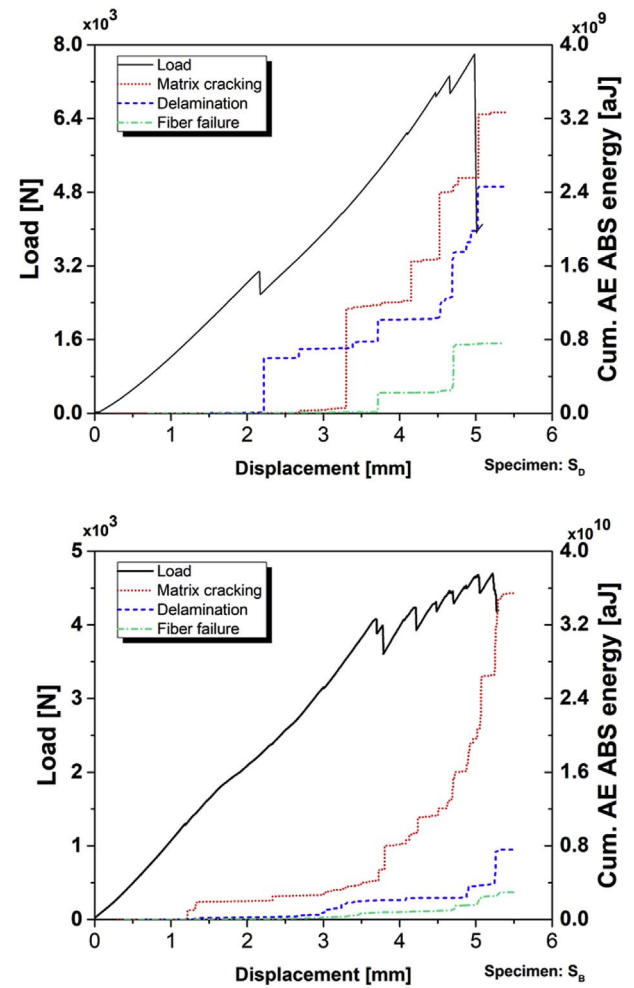 x10³
x10⁹
8.0
6.4
4.8
3.2
1.6
0.0
Load [N]
Load
Matrix cracking
Delamination
Fiber failure
4.0
3.2
2.4
1.6
0.8
0.0
Cum. AE ABS energy [aJ]
0 1 2 3 4 5 6
Displacement [mm]
Specimen: S_D
x10³
x10¹⁰
5
4
3
2
1
0
Load [N]
Load
Matrix cracking
Delamination
Fiber failure
4.0
3.2
2.4
1.6
0.8
0.0
Cum. AE ABS energy [aJ]
0 1 2 3 4 5 6
Displacement [mm]
Specimen: S_B